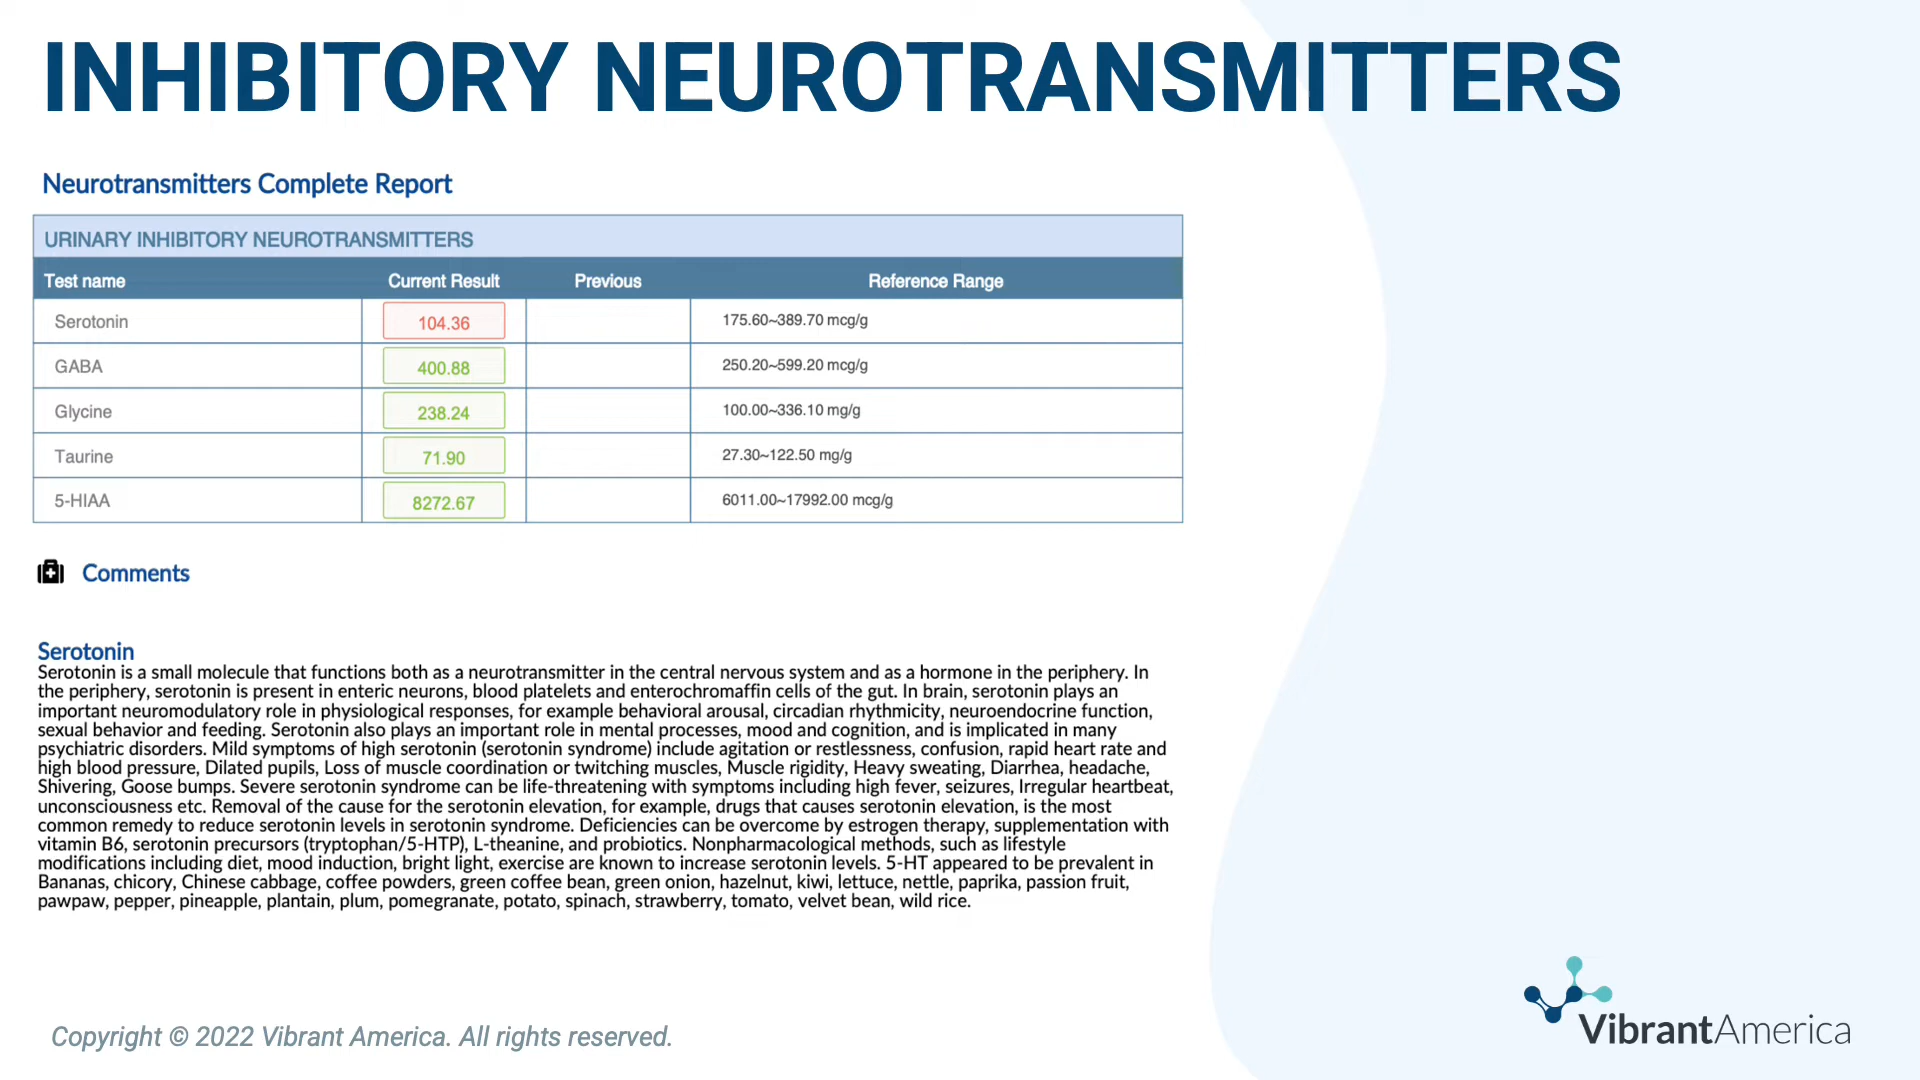 INHIBITORY NEUROTRANSMITTERS
Neurotransmitters Complete Report
URINARY INHIBITORY NEUROTRANSMITTERS
Test name Current Result Previous Reference Range
Serotonin 104.36 175.60~389.70 mcg/g
GABA 400.88 250.20~599.20 mcg/g
Glycine 238.24 100.00~336.10 mg/g
Taurine 71.90 27.30~122.50 mg/g
5-HIAA 8272.67 6011.00~17992.00 mcg/g
Comments
Serotonin
Serotonin is a small molecule that functions both as a neurotransmitter in the central nervous system and as a hormone in the periphery. In
the periphery, serotonin is present in enteric neurons, blood platelets and enterochromaffin cells of the gut. In brain, serotonin plays an
important neuromodulatory role in physiological responses, for example behavioral arousal, circadian rhythmicity, neuroendocrine function,
sexual behavior and feeding. Serotonin also plays an important role in mental processes, mood and cognition, and is implicated in many
psychiatric disorders. Mild symptoms of high serotonin (serotonin syndrome) include agitation or restlessness, confusion, rapid heart rate and
high blood pressure, Dilated pupils, Loss of muscle coordination or twitching muscles, Muscle rigidity, Heavy sweating, Diarrhea, headache,
Shivering, Goose bumps. Severe serotonin syndrome can be life-threatening with symptoms including high fever, seizures, Irregular heartbeat,
unconsciousness etc. Removal of the cause for the serotonin elevation, for example, drugs that causes serotonin elevation, is the most
common remedy to reduce serotonin levels in serotonin syndrome. Deficiencies can be overcome by estrogen therapy, supplementation with
vitamin B6, serotonin precursors (tryptophan/5-HTP), L-theanine, and probiotics. Nonpharmacological methods, such as lifestyle
modifications including diet, mood induction, bright light, exercise are known to increase serotonin levels. 5-HT appeared to be prevalent in
Bananas, chicory, Chinese cabbage, coffee powders, green coffee bean, green onion, hazelnut, kiwi, lettuce, nettle, paprika, passion fruit,
pawpaw, pepper, pineapple, plantain, plum, pomegranate, potato, spinach, strawberry, tomato, velvet bean, wild rice.
Copyright © 2022 Vibrant America. All rights reserved.
VibrantAmerica